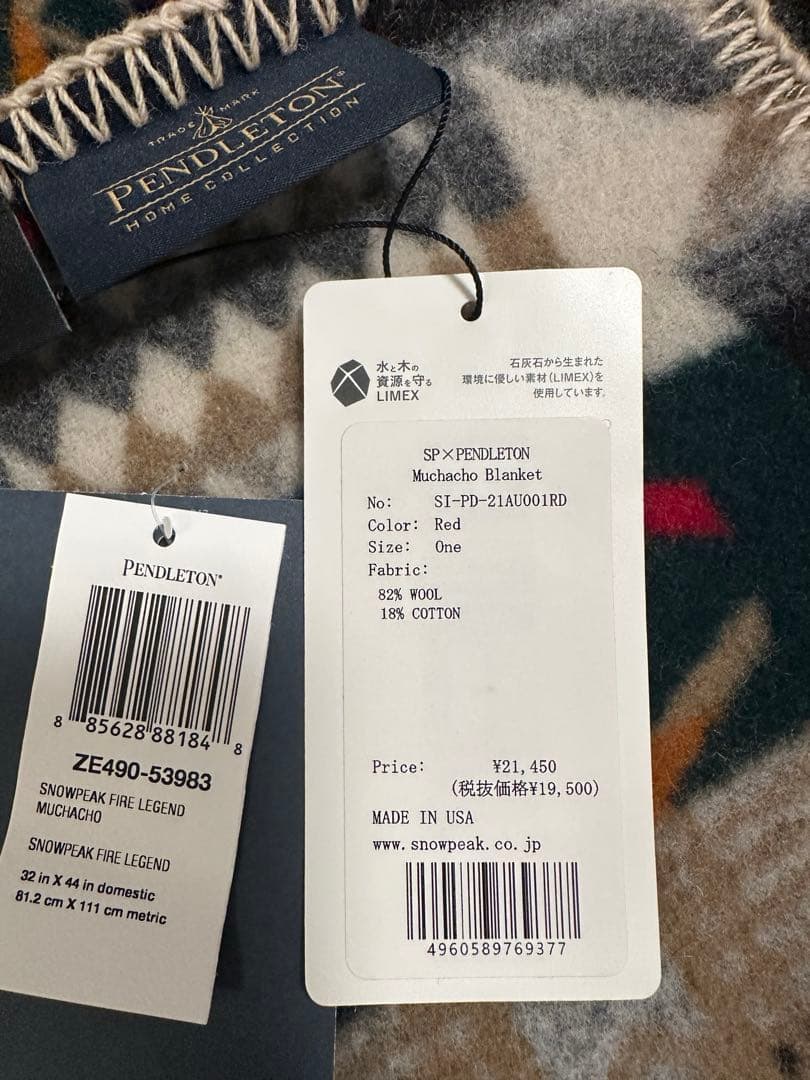 TRADE MARK
PENDLETON®
HOME COLLECTION
水と木の
資源を守る
LIMEX
石灰石から生まれた
環境に優しい素材(LIMEX)を
使用しています。
SP×PENDLETON
Muchacho Blanket
No: SI-PD-21AU001RD
Color: Red
Size: One
Fabric:
82% WOOL
18% COTTON
Price: ¥21,450
(税抜価格¥19,500)
MADE IN USA
www.snowpeak.co.jp
4960589769377
PENDLETON®
8 85628 88184 8
ZE490-53983
SNOWPEAK FIRE LEGEND
MUCHACHO
SNOWPEAK FIRE LEGEND
32 in X 44 in domestic
81.2 cm X 111 cm metric